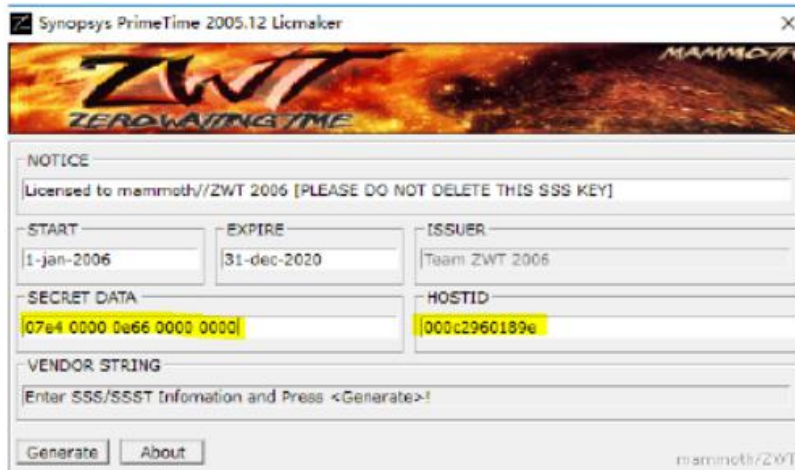 Synopsys PrimeTime 2005.12 Licmaker
MAMMOTH
ZWT
ZEROWAITINGTIME
NOTICE
Licensed to mammoth//ZWT 2006 [PLEASE DO NOT DELETE THIS SSS KEY]
START
EXPIRE
ISSUER
1-jan-2006
31-dec-2020
Team ZWT 2006
SECRET DATA
HOSTID
07e4 0000 0e66 0000 0000
000c2960189e
VENDOR STRING
Enter SSS/SSST Infomation and Press <Generate>!
Generate
About
mammoth/ZWT